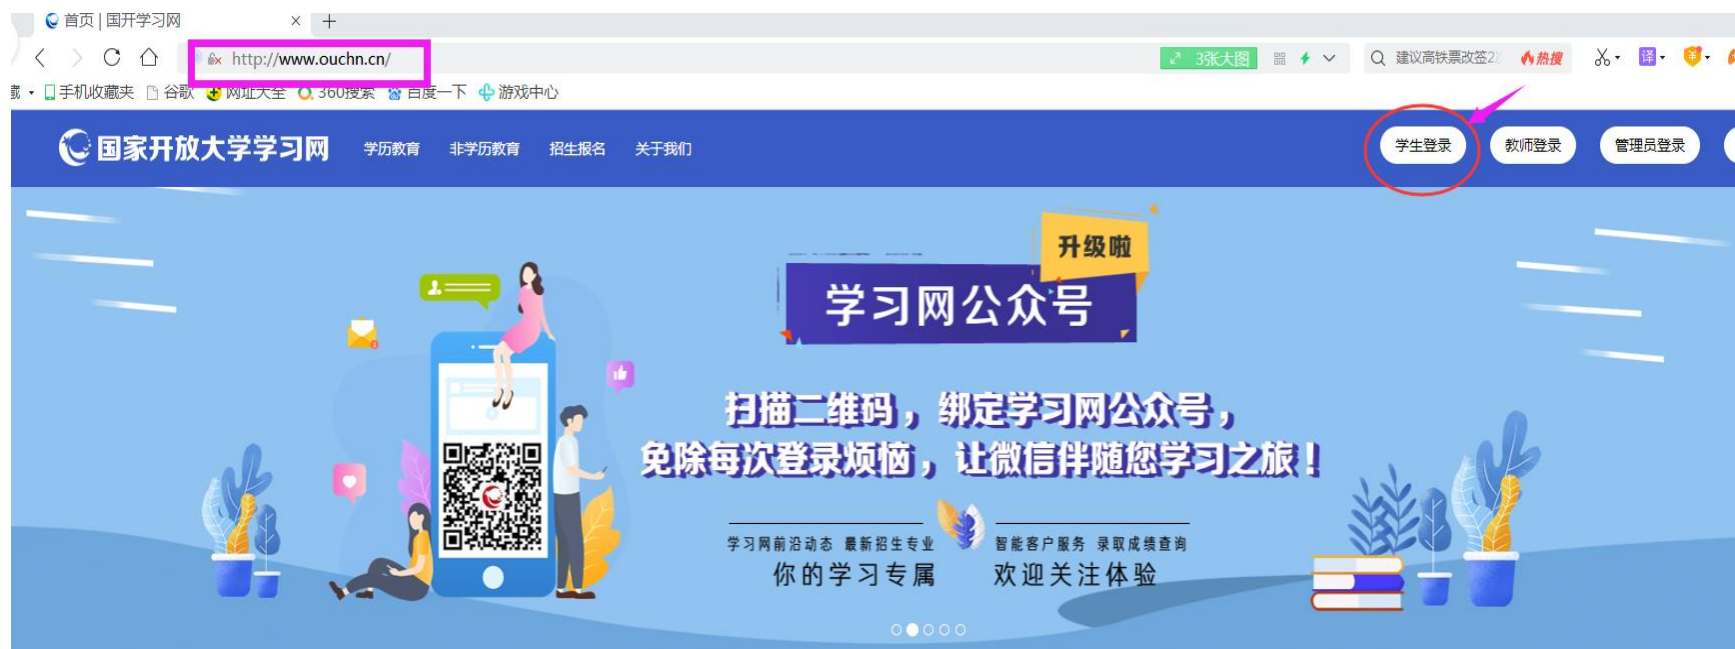 首页 | 国开学习网
http://www.ouchn.cn/
3张大图
建议高铁票改签2
热搜
译
藏 手机收藏夹 谷歌 网址大全 360搜索 百度一下 游戏中心
国家开放大学学习网 学历教育 非学历教育 招生报名 关于我们 学生登录 教师登录 管理员登录
升级啦
学习网公众号
扫描二维码，绑定学习网公众号，
免除每次登录烦恼，让微信伴随您学习之旅！
学习网前沿动态 最新招生专业 智能客户服务 录取成绩查询
你的学习专属 欢迎关注体验